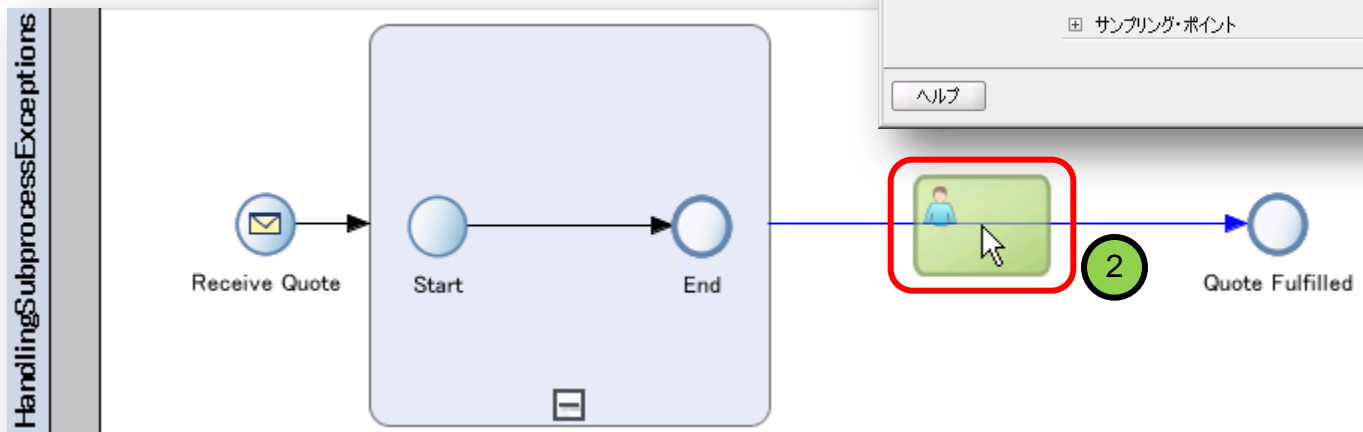 サンプリング・ポイント
ヘルプ
HandlingSubprocessExceptions
Receive Quote
Start
End
2
Quote Fulfilled